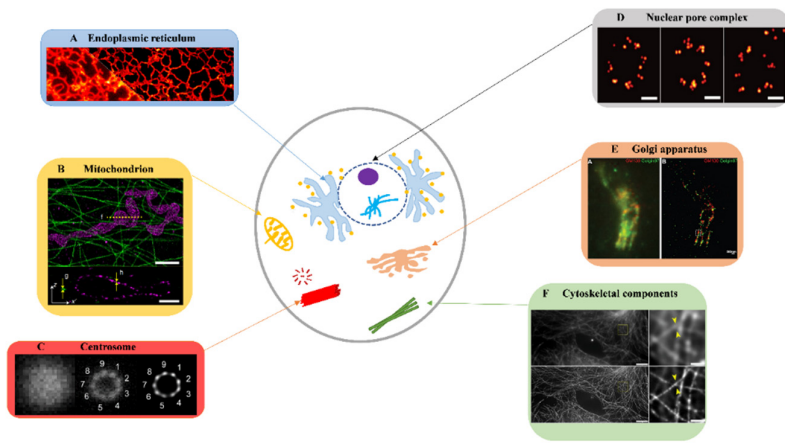 A Endoplasmic reticulum
D Nuclear pore complex
B Mitochondrion
f
g
h
z
x
E Golgi apparatus
A
B
C Centrosome
9 1
8 2
7 3
6
5 4
9 1
8 2
7 3
6
5 4
F Cytoskeletal components